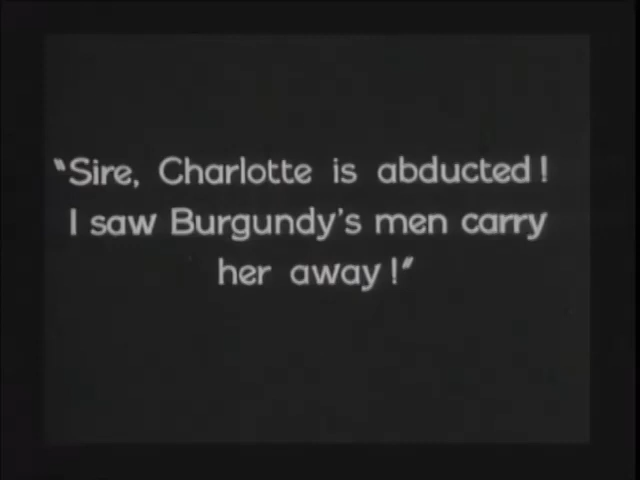 "Sire, Charlotte is abducted!
I saw Burgundy's men carry
her away!"